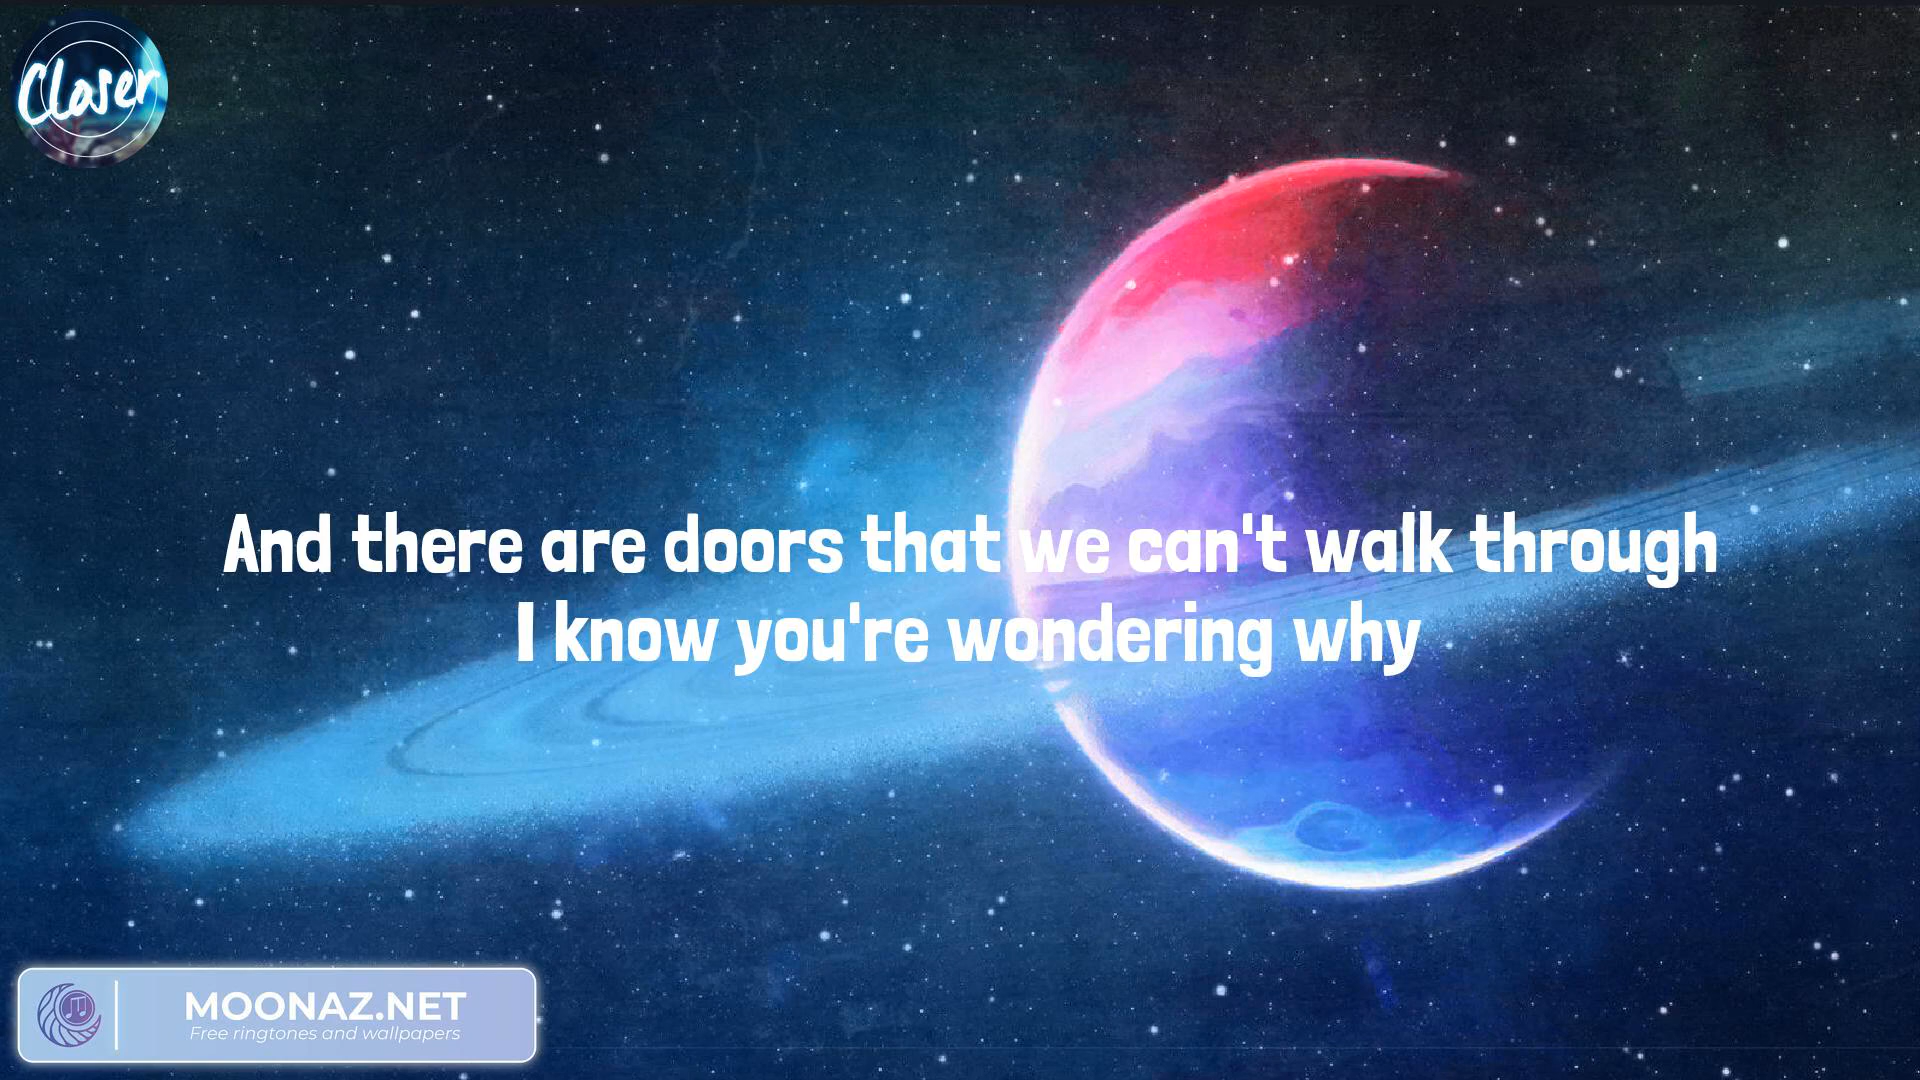 Closer
And there are doors that we can't walk through
I know you're wondering why
MOONAZ.NET
Free ringtones and wallpapers